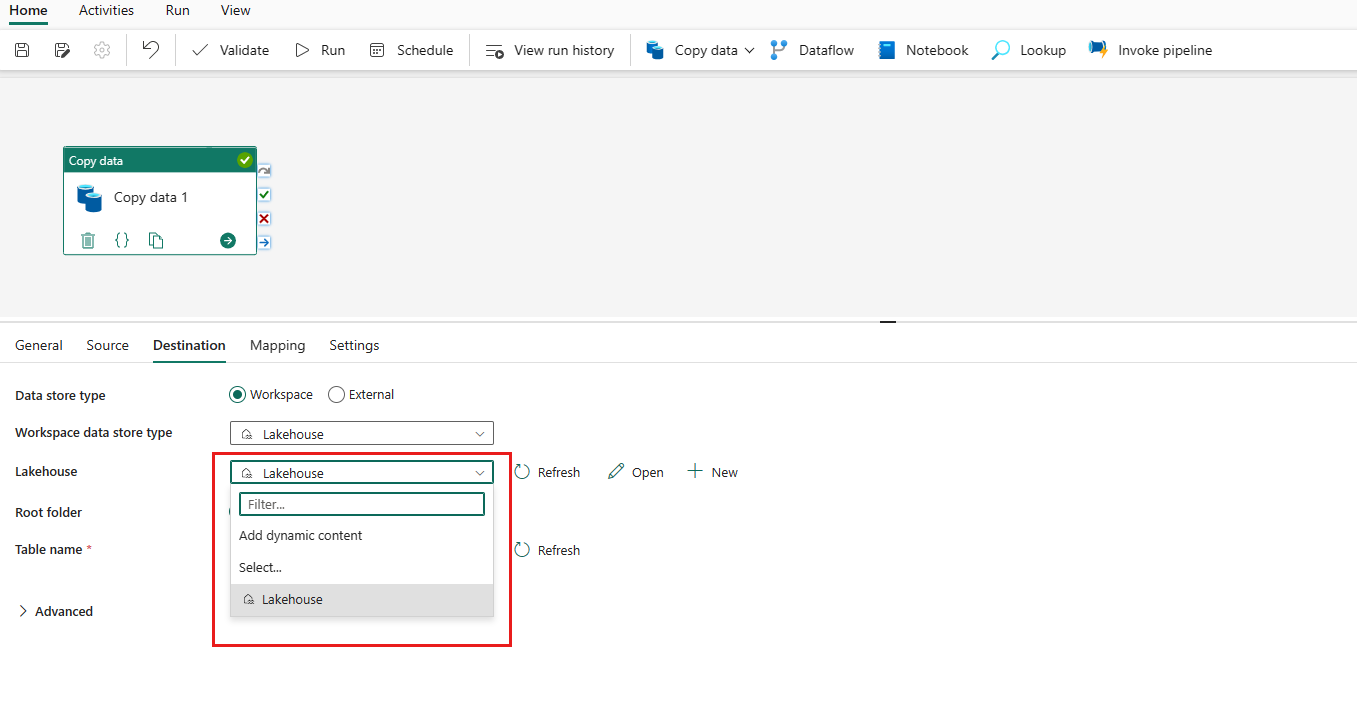 Home Activities Run View
Validate Run Schedule View run history Copy data Dataflow Notebook Lookup Invoke pipeline
Copy data
Copy data 1
General Source Destination Mapping Settings
Data store type Workspace External
Workspace data store type Lakehouse
Lakehouse Lakehouse Refresh Open New
Filter...
Root folder
Add dynamic content
Table name * Refresh
Select...
Lakehouse
Advanced